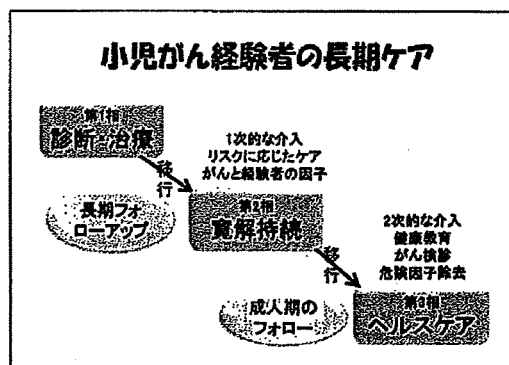 小児がん経験者の長期ケア
第1相
診断・治療
移行
1次的な介入
リスクに応じたケア
がんと経験者の因子
長期フォ
ローアップ
第2相
寛解持続
移行
2次的な介入
健康教育
がん検診
危険因子除去
成人期の
フォロー
第3相
ヘルスケア